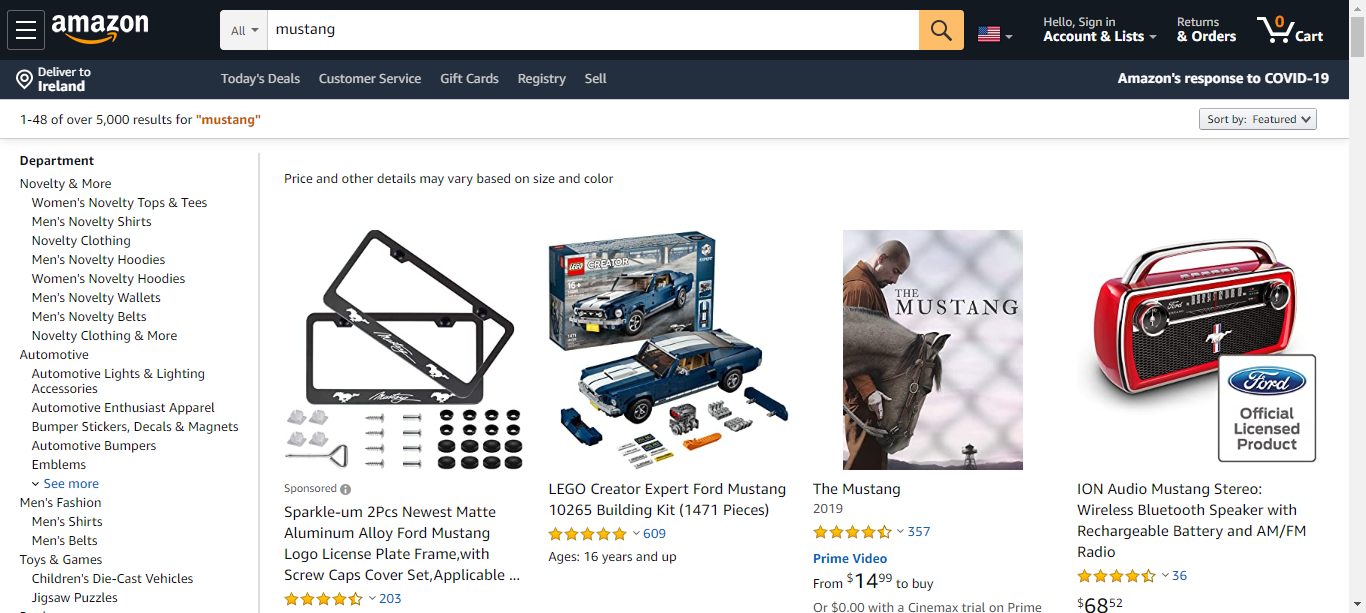 amazon
All
mustang
Hello, Sign in
Account & Lists
Returns
& Orders
0
Cart
Deliver to
Ireland
Today's Deals
Customer Service
Gift Cards
Registry
Sell
Amazon's response to COVID-19
1-48 of over 5,000 results for "mustang"
Sort by: Featured
Department
Novelty & More
Women's Novelty Tops & Tees
Men's Novelty Shirts
Novelty Clothing
Men's Novelty Hoodies
Women's Novelty Hoodies
Men's Novelty Wallets
Men's Novelty Belts
Novelty Clothing & More
Automotive
Automotive Lights & Lighting
Accessories
Automotive Enthusiast Apparel
Bumper Stickers, Decals & Magnets
Automotive Bumpers
Emblems
See more
Men's Fashion
Men's Shirts
Men's Belts
Toys & Games
Children's Die-Cast Vehicles
Jigsaw Puzzles
Price and other details may vary based on size and color
Mustang
Mustang
Sponsored
Sparkle-um 2Pcs Newest Matte
Aluminum Alloy Ford Mustang
Logo License Plate Frame,with
Screw Caps Cover Set,Applicable ...
203
LEGO
CREATOR
16+
LEGO Creator Expert Ford Mustang
10265 Building Kit (1471 Pieces)
609
Ages: 16 years and up
THE
MUSTANG
The Mustang
2019
357
Prime Video
From $14.99 to buy
Or $0.00 with a Cinemax trial on Prime
Ford
Ford
Official
Licensed
Product
ION Audio Mustang Stereo:
Wireless Bluetooth Speaker with
Rechargeable Battery and AM/FM
Radio
36
$68.52